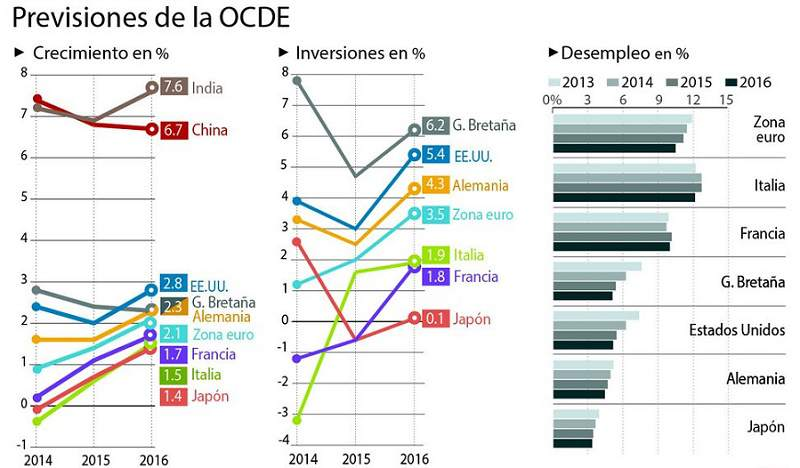 Previsiones de la OCDE
Crecimiento en %
8
7
6
5
4
3
2
1
0
-1
2014 2015 2016
7.6 India
6.7 China
2.8 EE.UU.
2.3 G. Bretaña
Alemania
2.1 Zona euro
1.7 Francia
1.5 Italia
1.4 Japón
Inversiones en %
8
7
6
5
4
3
2
1
0
-1
-2
-3
-4
2014 2015 2016
6.2 G. Bretaña
5.4 EE.UU.
4.3 Alemania
3.5 Zona euro
1.9 Italia
1.8 Francia
0.1 Japón
Desempleo en %
2013 2014 2015 2016
0% 3 6 9 12 15
Zona
euro
Italia
Francia
G. Bretaña
Estados Unidos
Alemania
Japón